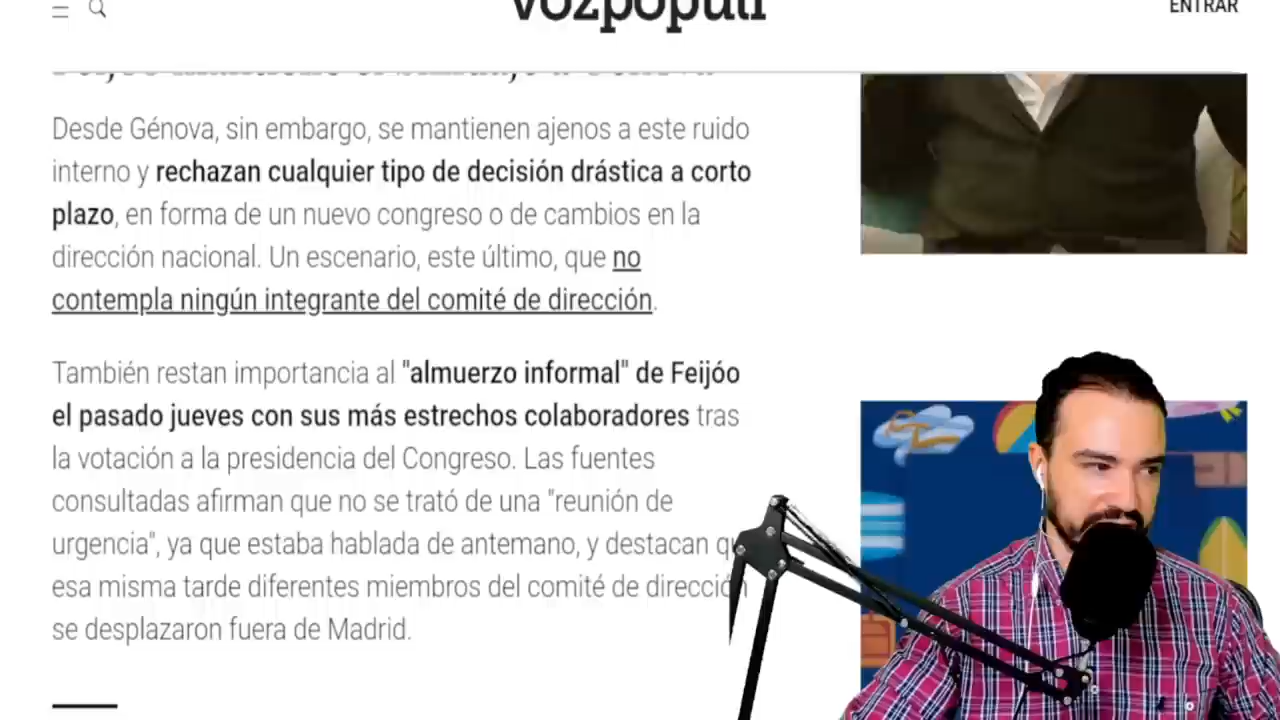 vozpopuli
ENTRAR
Desde Génova, sin embargo, se mantienen ajenos a este ruido
interno y rechazan cualquier tipo de decisión drástica a corto
plazo, en forma de un nuevo congreso o de cambios en la
dirección nacional. Un escenario, este último, que no
contempla ningún integrante del comité de dirección.
También restan importancia al "almuerzo informal" de Feijóo
el pasado jueves con sus más estrechos colaboradores tras
la votación a la presidencia del Congreso. Las fuentes
consultadas afirman que no se trató de una "reunión de
urgencia", ya que estaba hablada de antemano, y destacan
esa misma tarde diferentes miembros del comité de dirección
se desplazaron fuera de Madrid.